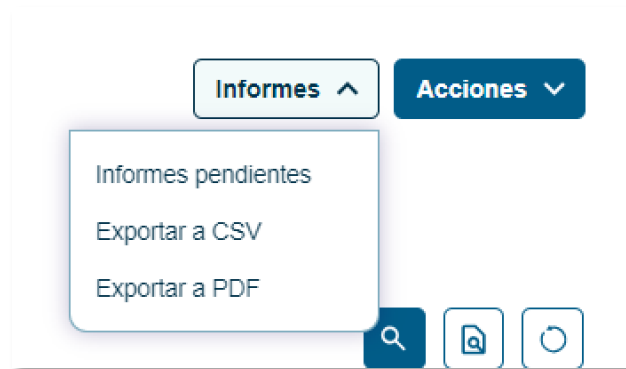 Informes
Acciones
Informes pendientes
Exportar a CSV
Exportar a PDF